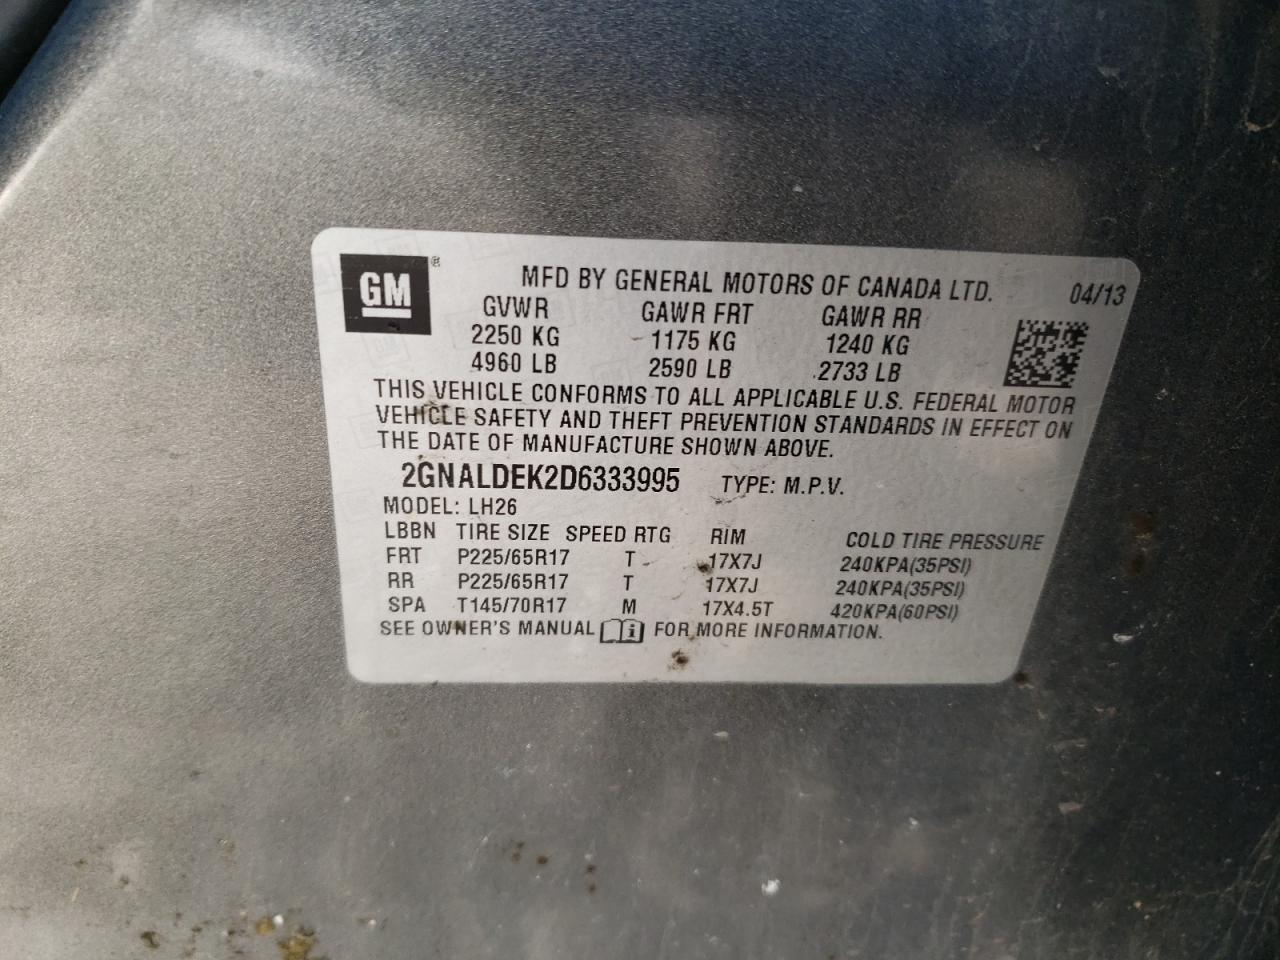 GM®
MFD BY GENERAL MOTORS OF CANADA LTD. 04/13
GVWR GAWR FRT GAWR RR
2250 KG 1175 KG 1240 KG
4960 LB 2590 LB 2733 LB
THIS VEHICLE CONFORMS TO ALL APPLICABLE U.S. FEDERAL MOTOR
VEHICLE SAFETY AND THEFT PREVENTION STANDARDS IN EFFECT ON
THE DATE OF MANUFACTURE SHOWN ABOVE.
2GNALDEK2D6333995 TYPE: M.P.V.
MODEL: LH26
LBBN TIRE SIZE SPEED RTG RIM COLD TIRE PRESSURE
FRT P225/65R17 T 17X7J 240KPA(35PSI)
RR P225/65R17 T 17X7J 240KPA(35PSI)
SPA T145/70R17 M 17X4.5T 420KPA(60PSI)
SEE OWNER'S MANUAL FOR MORE INFORMATION.